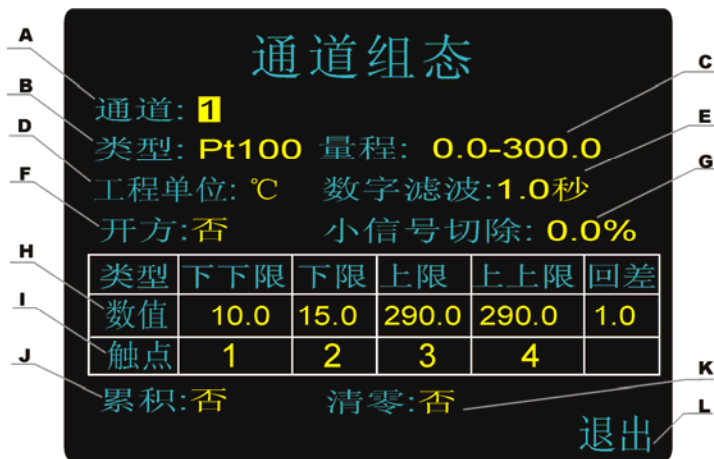 通道组态
A
C
通道: 1
B
类型: Pt100 量程: 0.0-300.0
D
E
工程单位: ℃ 数字滤波:1.0秒
F
G
开方:否 小信号切除: 0.0%
H
类型 下下限 下限 上限 上上限 回差
数值 10.0 15.0 290.0 290.0 1.0
I
触点 1 2 3 4
J
累积:否 清零:否
K
L
退出